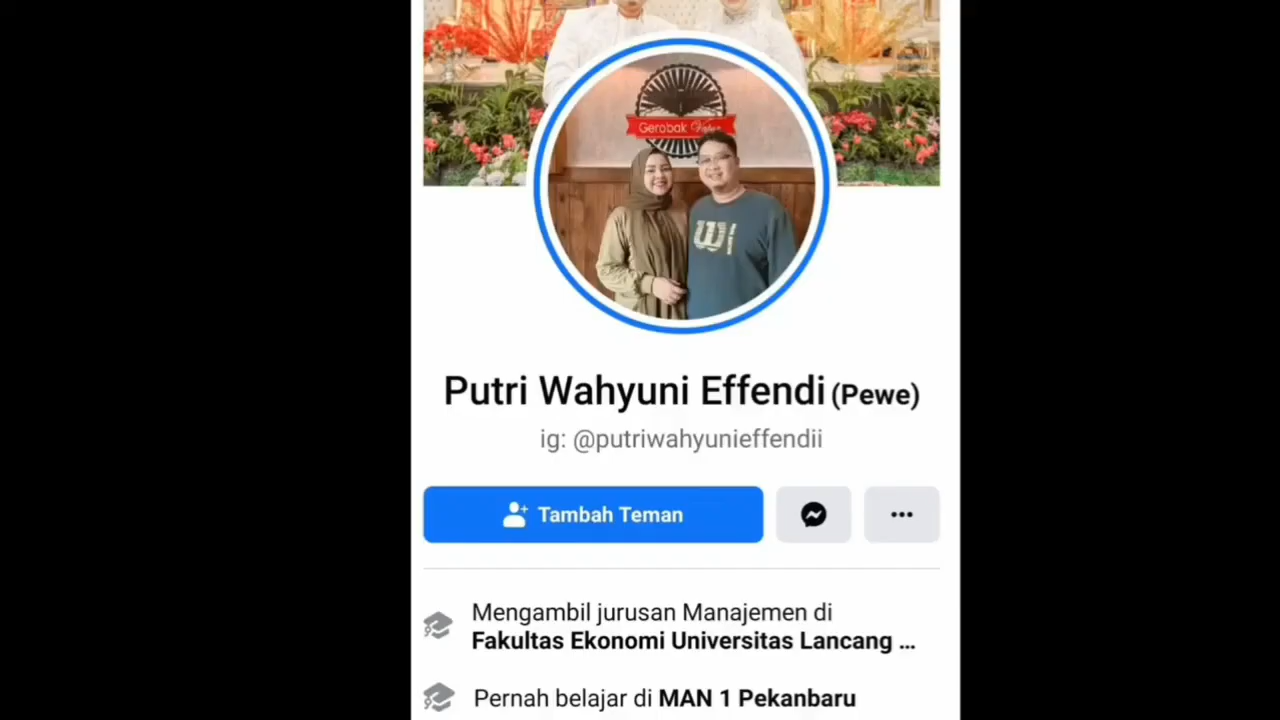 Gerobak
Putri Wahyuni Effendi (Pewe)
ig: @putriwahyunieffendii
Tambah Teman
Mengambil jurusan Manajemen di
Fakultas Ekonomi Universitas Lancang ...
Pernah belajar di MAN 1 Pekanbaru